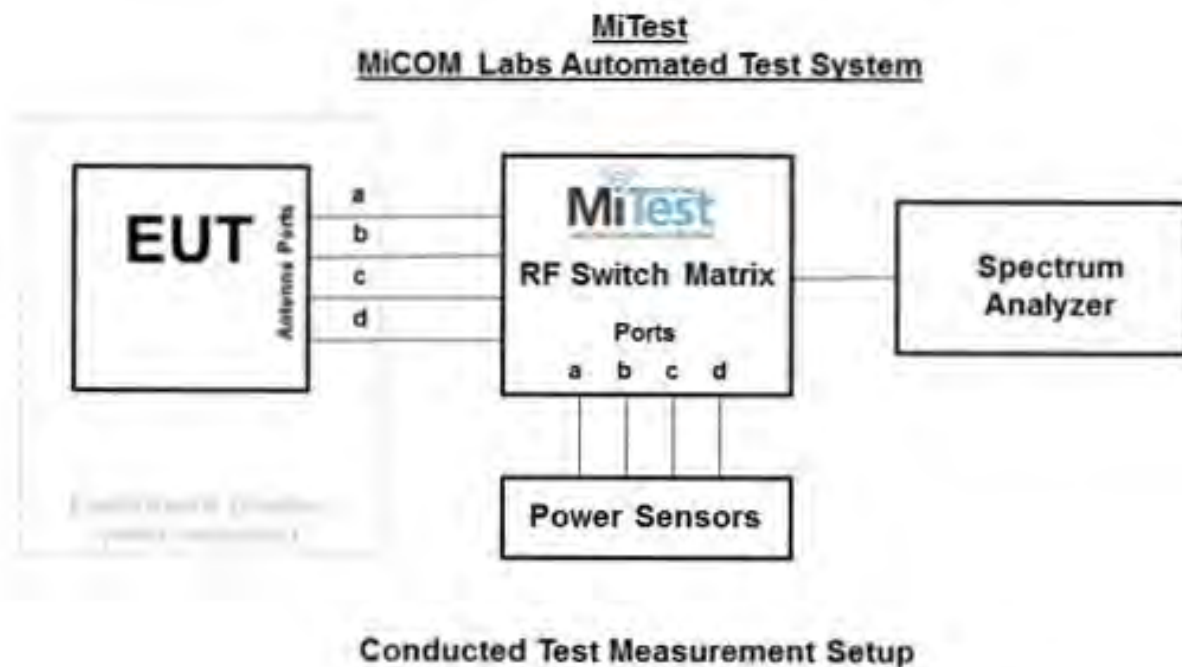 MiTest
MiCOM Labs Automated Test System
EUT
Antenna Ports
a
b
c
d
MiTest
RF Switch Matrix
Ports
a b c d
Spectrum
Analyzer
Power Sensors
Conducted Test Measurement Setup